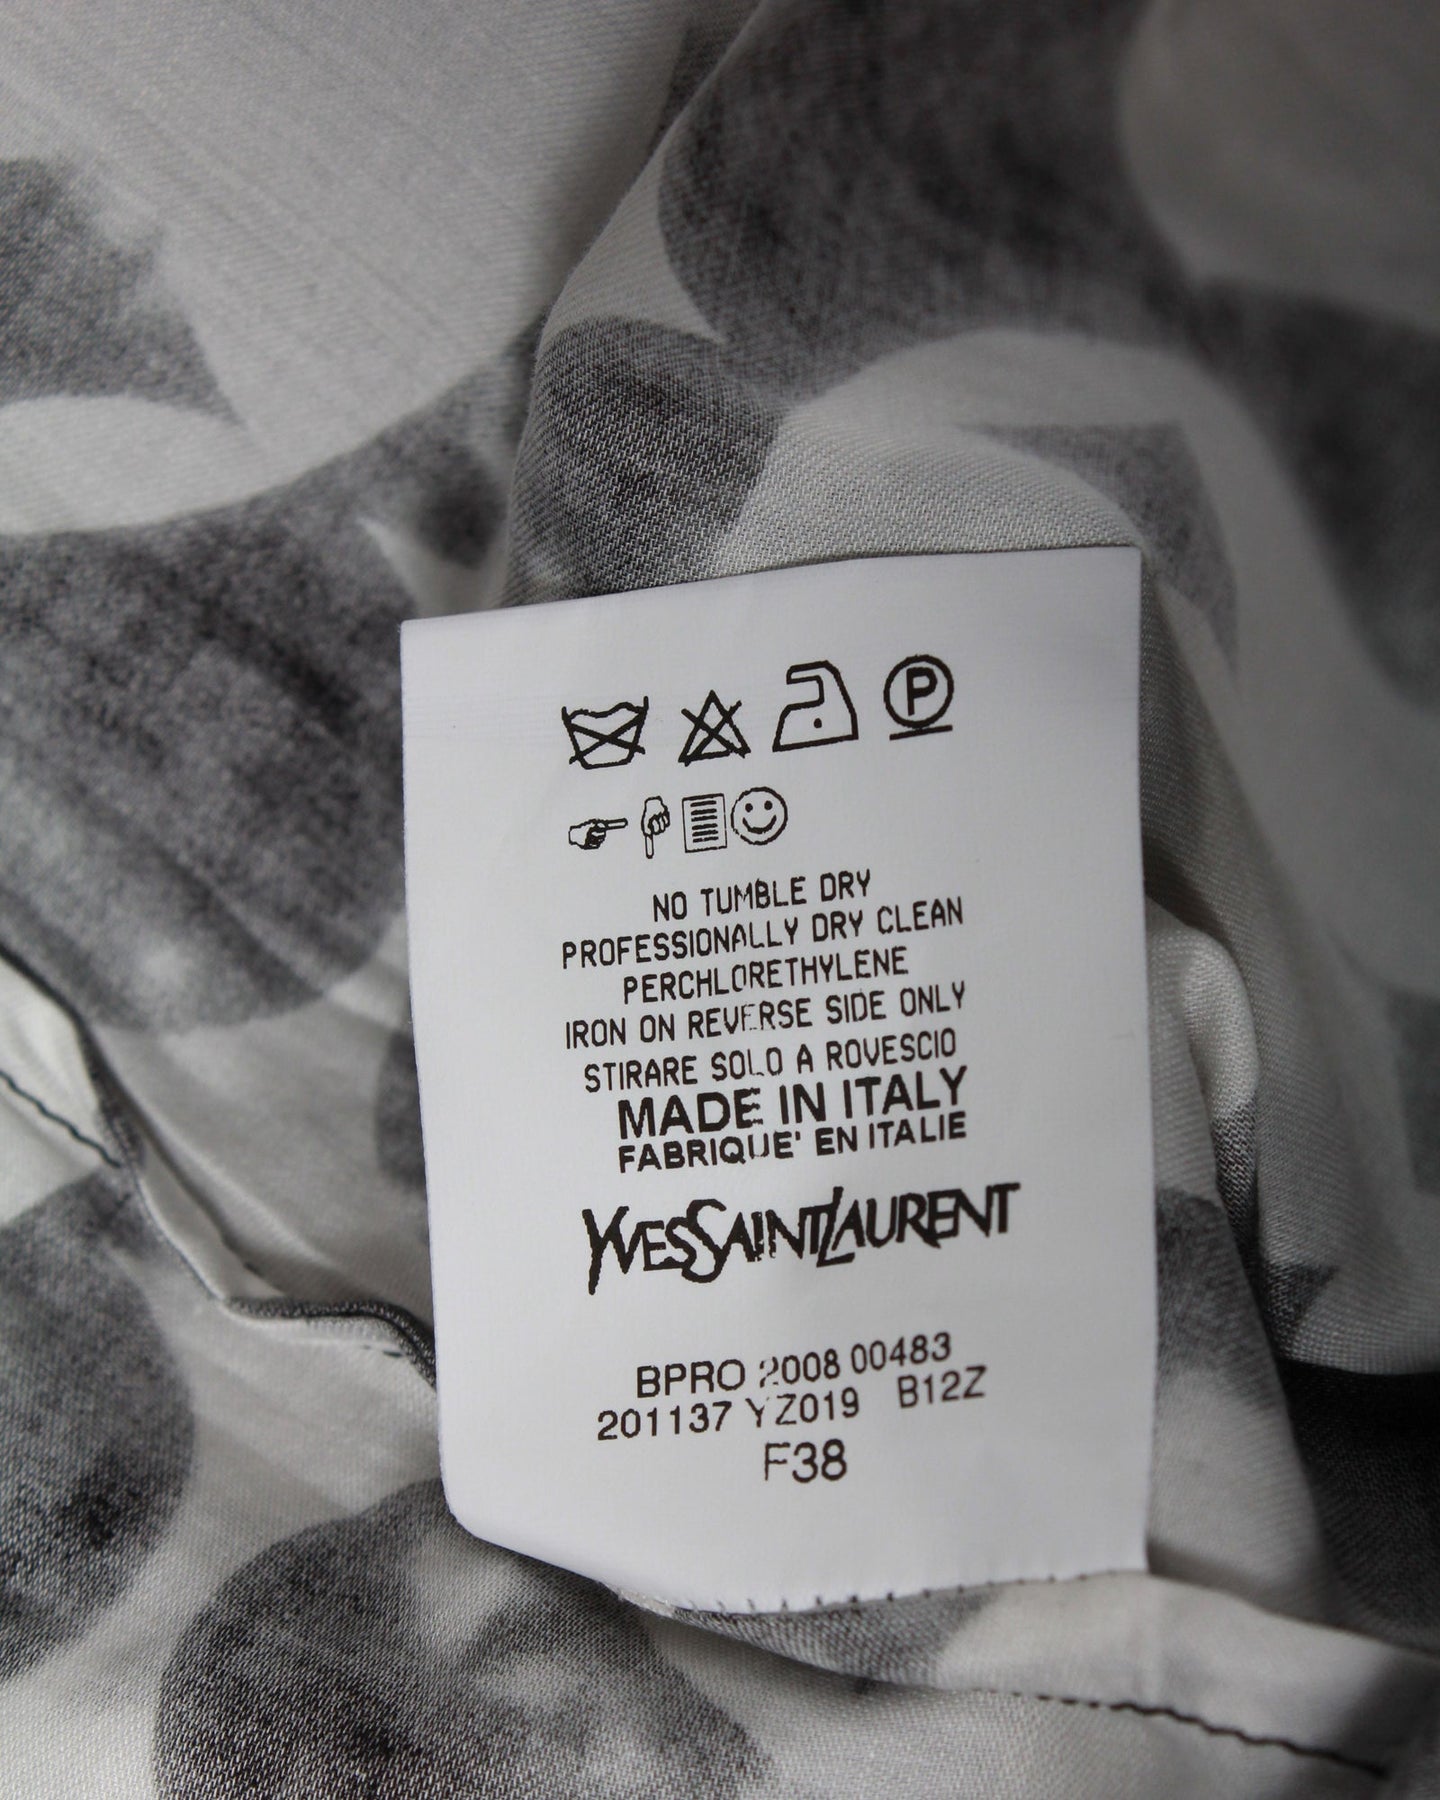 P
NO TUMBLE DRY
PROFESSIONALLY DRY CLEAN
PERCHLORETHYLENE
IRON ON REVERSE SIDE ONLY
STIRARE SOLO A ROVESCIO
MADE IN ITALY
FABRIQUE' EN ITALIE
YVESSAINTLAURENT
BPRO 2008 00483
201137 YZ019 B12Z
F38